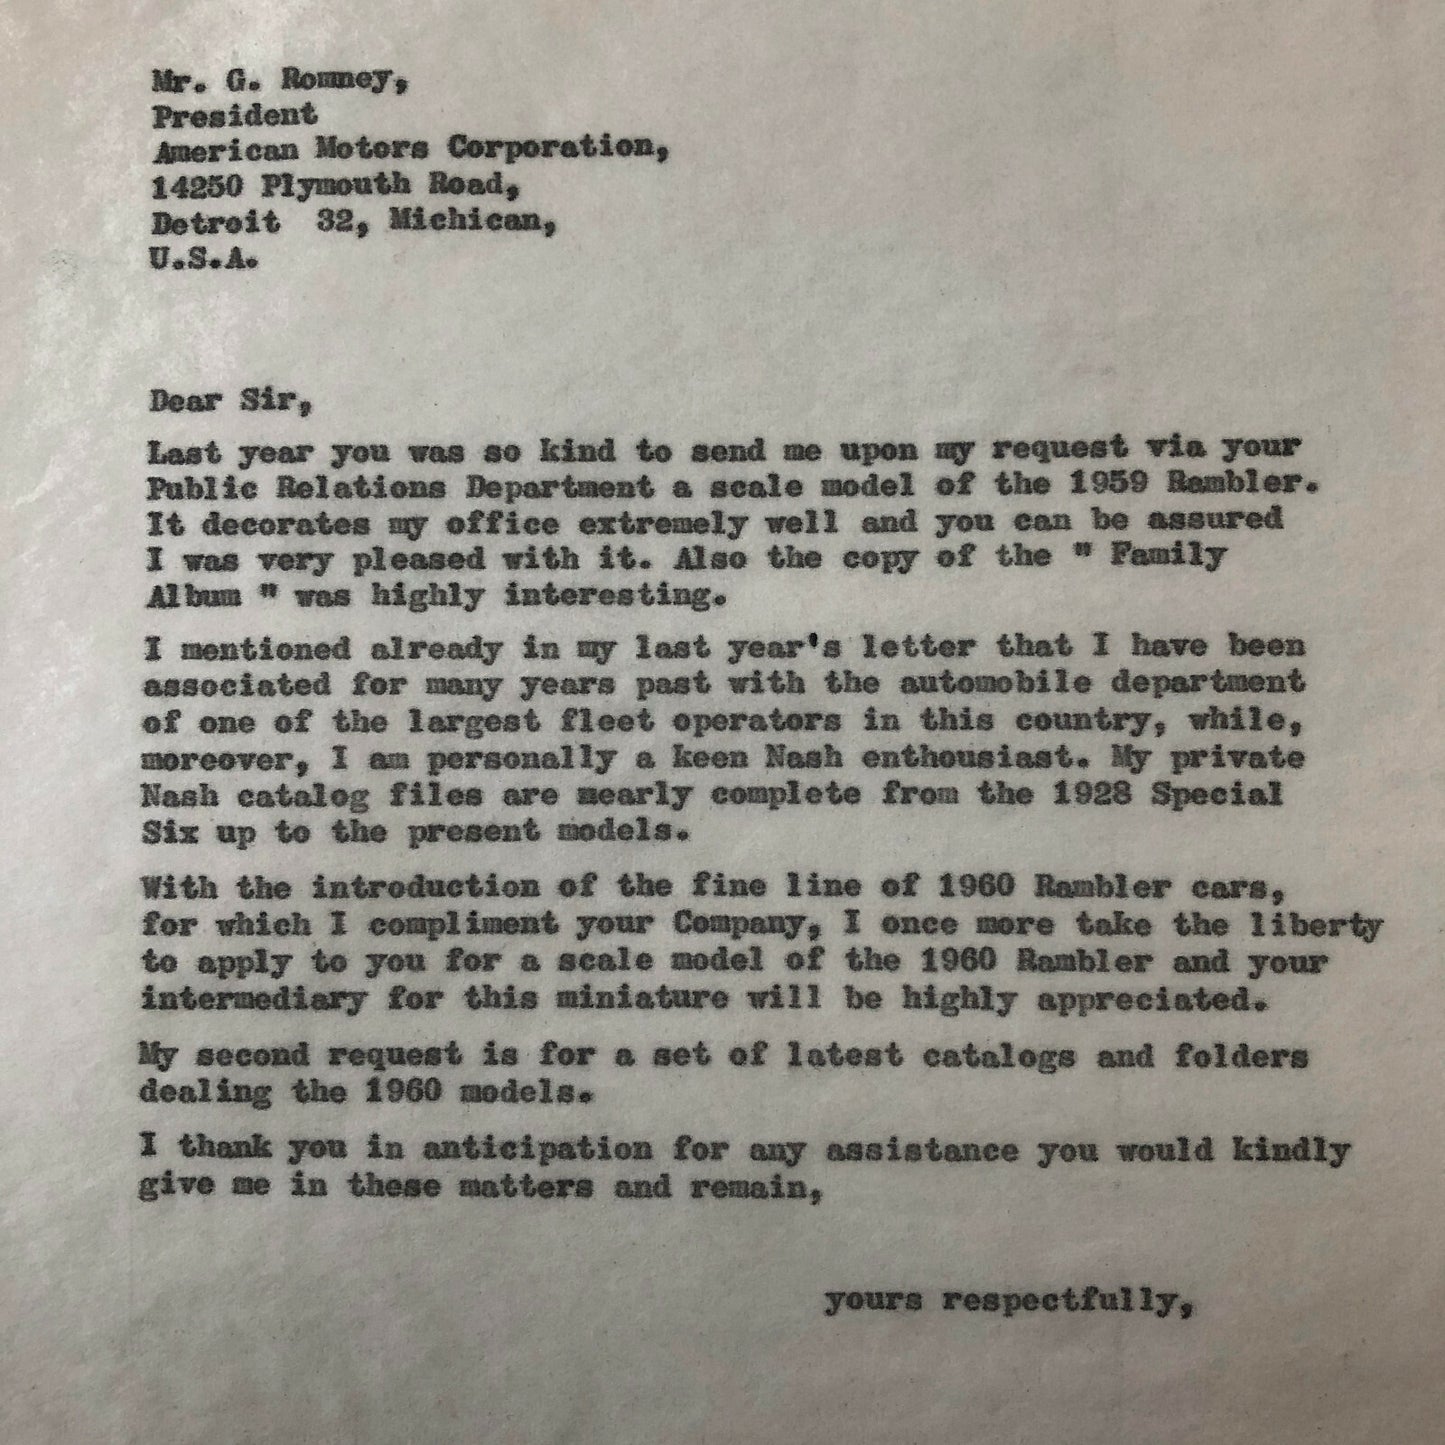 Mr. G. Romney,
President
American Motors Corporation,
14250 Plymouth Road,
Detroit  32, Michican,
U.S.A.
Dear Sir,
Last year you was so kind to send me upon my request via your
Public Relations Department a scale model of the 1959 Rambler.
It decorates my office extremely well and you can be assured
I was very pleased with it. Also the copy of the " Family
Album " was highly interesting.
I mentioned already in my last year's letter that I have been
associated for many years past with the automobile department
of one of the largest fleet operators in this country, while,
moreover, I am personally a keen Nash enthousiast. My private
Nash catalog files are nearly complete from the 1928 Special
Six up to the present models.
With the introduction of the fine line of 1960 Rambler cars,
for which I compliment your Company, I once more take the liberty
to apply to you for a scale model of the 1960 Rambler and your
intermediary for this miniature will be highly appreciated.
My second request is for a set of latest catalogs and folders
dealing the 1960 models.
I thank you in anticipation for any assistance you would kindly
give me in these matters and remain,
yours respectfully,